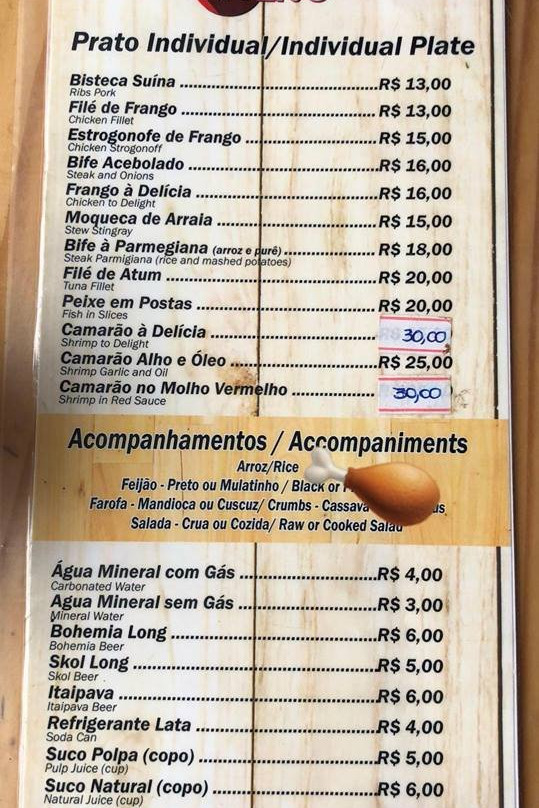 Prato Individual/Individual Plate
Bisteca Suína ........ R$ 13,00
Ribs Pork
Filé de Frango ........ R$ 13,00
Chicken Fillet
Estrogonofe de Frango ........ R$ 15,00
Chicken Strogonoff
Bife Acebolado ........ R$ 16,00
Steak and Onions
Frango à Delícia ........ R$ 16,00
Chicken to Delight
Moqueca de Arraia ........ R$ 15,00
Stew Stingray
Bife à Parmegiana (arroz e purê) ........ R$ 18,00
Steak Parmigiana (rice and mashed potatoes)
Filé de Atum ........ R$ 20,00
Tuna Fillet
Peixe em Postas ........ R$ 20,00
Fish in Slices
Camarão à Delícia ........ 30,00
Shrimp to Delight
Camarão Alho e Óleo ........ R$ 25,00
Shrimp Garlic and Oil
Camarão no Molho Vermelho ........ 30,00
Shrimp in Red Sauce
Acompanhamentos / Accompaniments
Arroz/Rice
Feijão - Preto ou Mulatinho / Black or
Farofa - Mandioca ou Cuscuz/ Crumbs - Cassava
Salada - Crua ou Cozida/ Raw or Cooked Salad
Água Mineral com Gás ........ R$ 4,00
Carbonated Water
Agua Mineral sem Gás ........ R$ 3,00
Mineral Water
Bohemia Long ........ R$ 6,00
Bohemia Beer
Skol Long ........ R$ 5,00
Skol Beer
Itaipava ........ R$ 6,00
Itaipava Beer
Refrigerante Lata ........ R$ 4,00
Soda Can
Suco Polpa (copo) ........ R$ 5,00
Pulp Juice (cup)
Suco Natural (copo) ........ R$ 6,00
Natural Juice (cup)